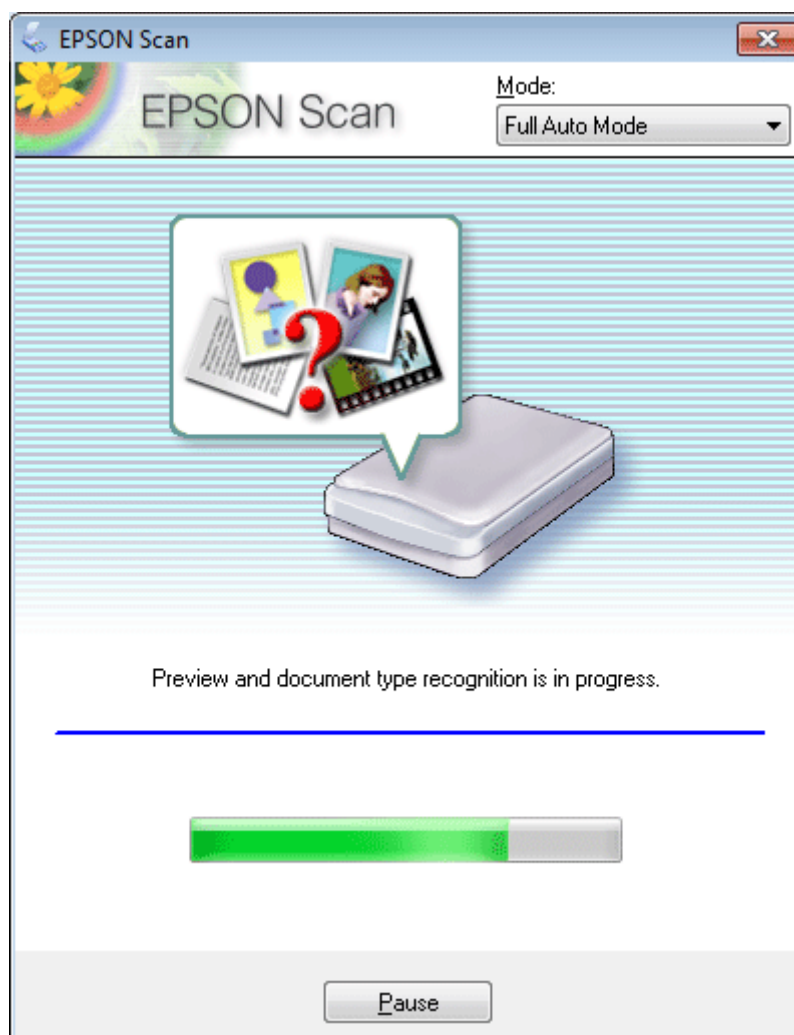 EPSON Scan
EPSON Scan
Mode:
Full Auto Mode
Preview and document type recognition is in progress.
Pause